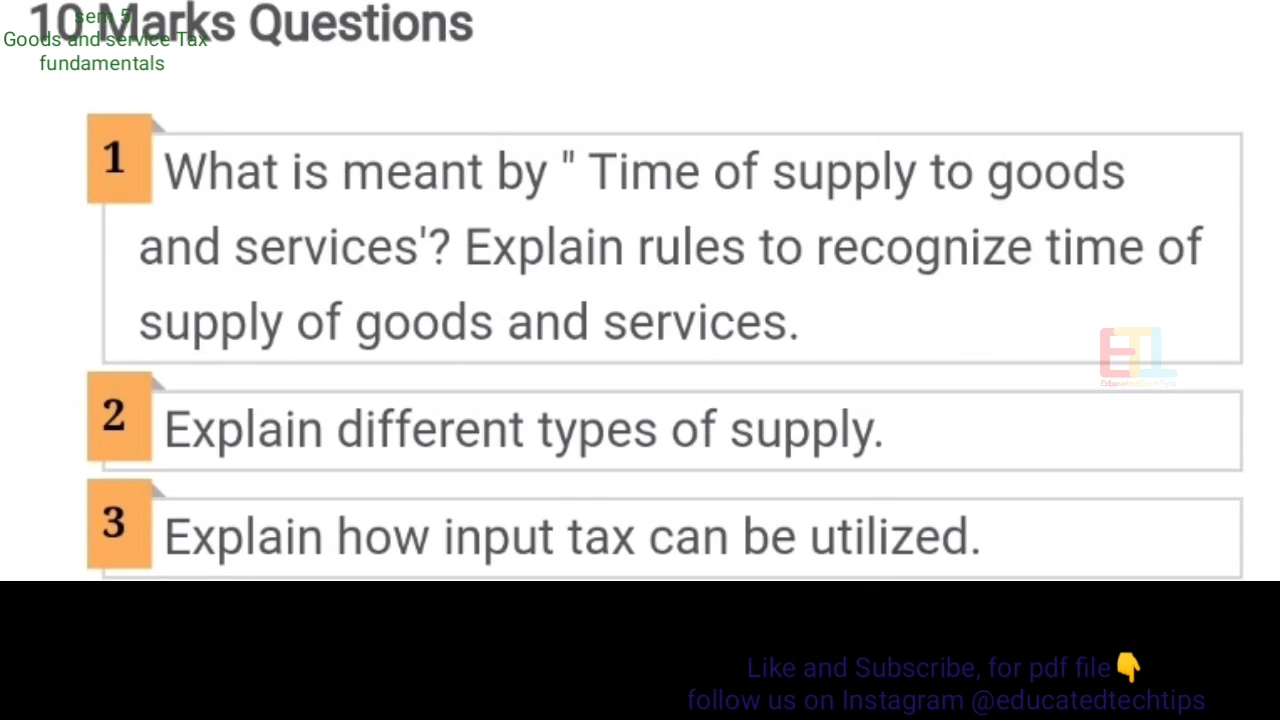 10 Marks Questions
sem 5
Goods and service Tax
fundamentals
1
What is meant by " Time of supply to goods
and services'? Explain rules to recognize time of
supply of goods and services.
2
Explain different types of supply.
3
Explain how input tax can be utilized.
EducatedTechTips
Like and Subscribe, for pdf file👇
follow us on Instagram @educatedtechtips